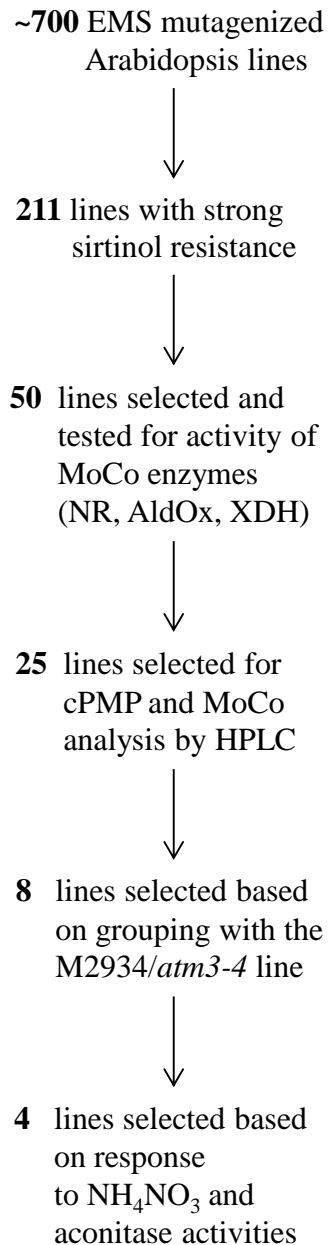 ~700 EMS mutagenized
Arabidopsis lines
211 lines with strong
sirtinol resistance
50 lines selected and
tested for activity of
MoCo enzymes
(NR, AldOx, XDH)
25 lines selected for
cPMP and MoCo
analysis by HPLC
8 lines selected based
on grouping with the
M2934/atm3-4 line
4 lines selected based
on response
to NH₄NO₃ and
aconitase activities